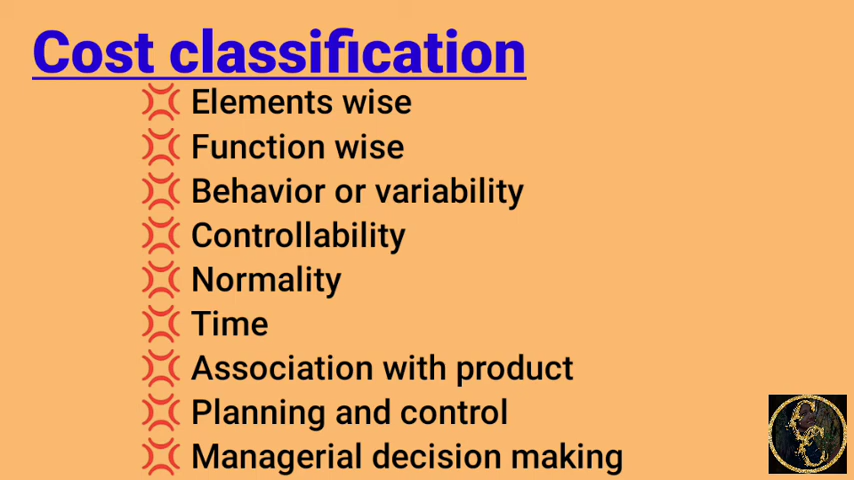 Cost classification
Elements wise
Function wise
Behavior or variability
Controllability
Normality
Time
Association with product
Planning and control
Managerial decision making